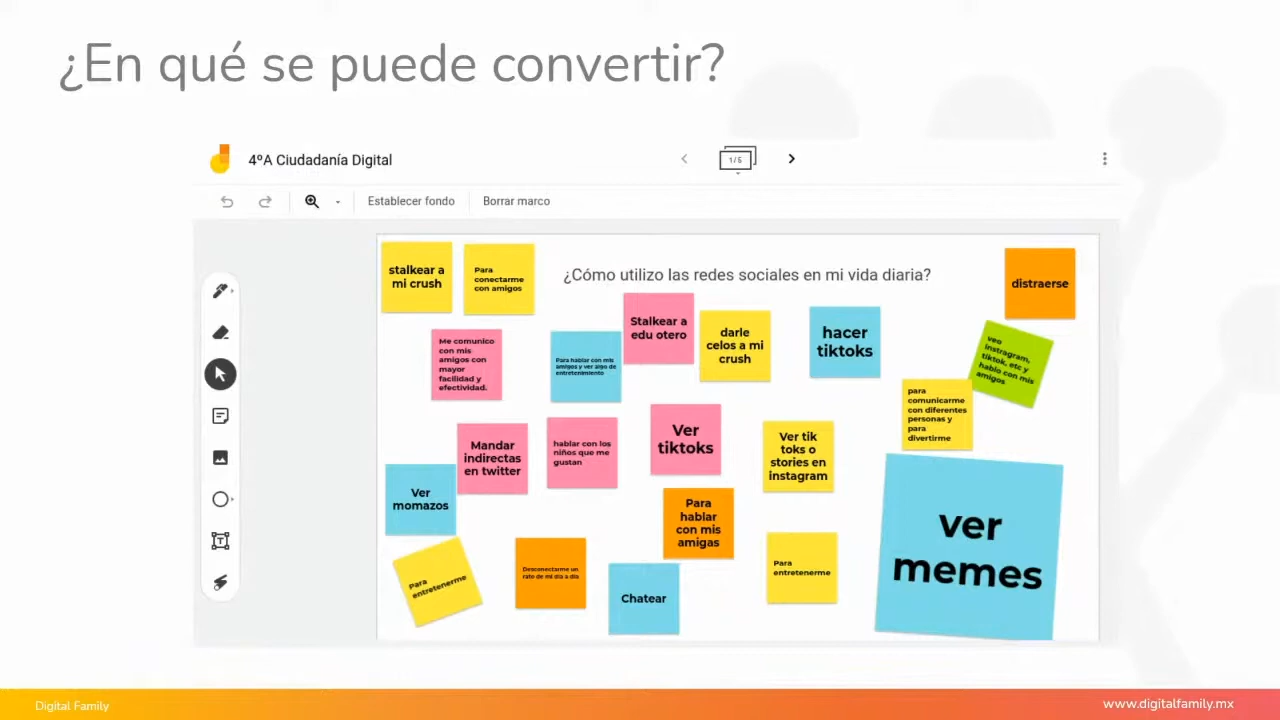 ¿En qué se puede convertir?
4ºA Ciudadanía Digital
1/5
Establecer fondo
Borrar marco
¿Cómo utilizo las redes sociales en mi vida diaria?
stalkear a
mi crush
Para
conectarme
con amigos
distraerse
Stalkear a
edu otero
darle
celos a mi
crush
hacer
tiktoks
Me comunico
con mis
amigos con
mayor
facilidad y
efectividad.
Para hablar con mis
amigos y ver algo de
entretenimiento
veo
instragram,
tiktok, etc y
hablo con mis
amigos
para
comunicarme
con diferentes
personas y
para
divertirme
Mandar
indirectas
en twitter
hablar con los
niños que me
gustan
Ver
tiktoks
Ver tik
toks o
stories en
instagram
Ver
momazos
Para
hablar
con mis
amigas
ver
memes
Para
entretenerme
Desconectarme un
rato de mi día a día
Chatear
Para
entretenerme
Digital Family
www.digitalfamily.mx